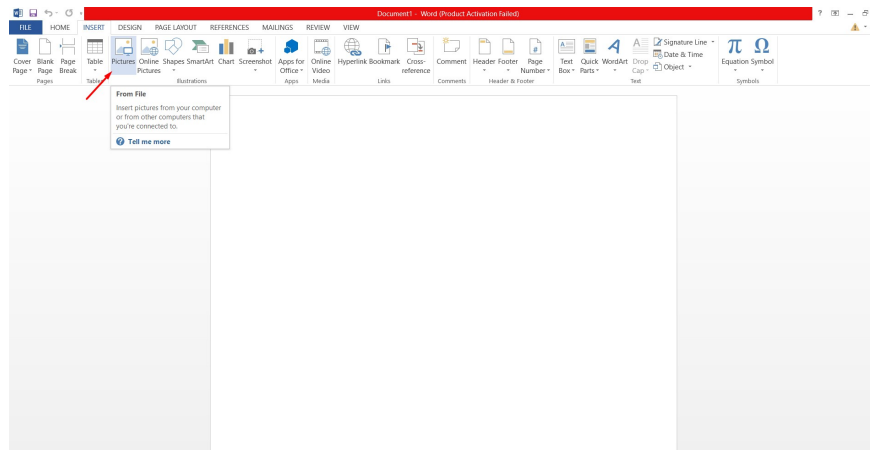 Document1 - Word (Product Activation Failed)
FILE HOME INSERT DESIGN PAGE LAYOUT REFERENCES MAILINGS REVIEW VIEW
Cover Page Blank Page Page Break Table Pictures Online Pictures Shapes SmartArt Chart Screenshot Apps for Office Online Video Hyperlink Bookmark Cross-reference Comment Header Footer Page Number Text Box Quick Parts WordArt Drop Cap Signature Line Date & Time Object Equation Symbol
Pages Tables Illustrations Apps Media Links Comments Header & Footer Text Symbols
From File
Insert pictures from your computer
or from other computers that
you're connected to.
Tell me more